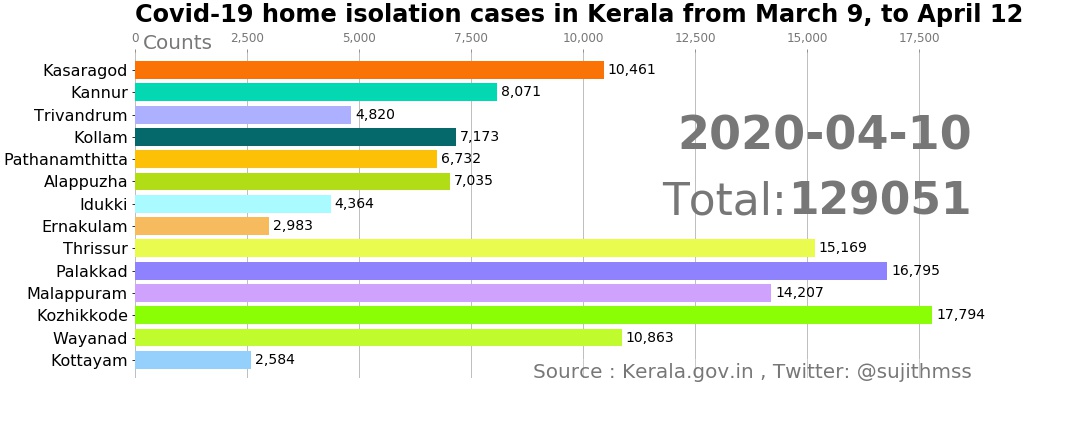 Covid-19 home isolation cases in Kerala from March 9, to April 12
0 2,500 5,000 7,500 10,000 12,500 15,000 17,500
Counts
Kasaragod 10,461
Kannur 8,071
Trivandrum 4,820
Kollam 7,173
2020-04-10
Pathanamthitta 6,732
Alappuzha 7,035
Total:129051
Idukki 4,364
Ernakulam 2,983
Thrissur 15,169
Palakkad 16,795
Malappuram 14,207
Kozhikkode 17,794
Wayanad 10,863
Kottayam 2,584
Source : Kerala.gov.in , Twitter: @sujithmss